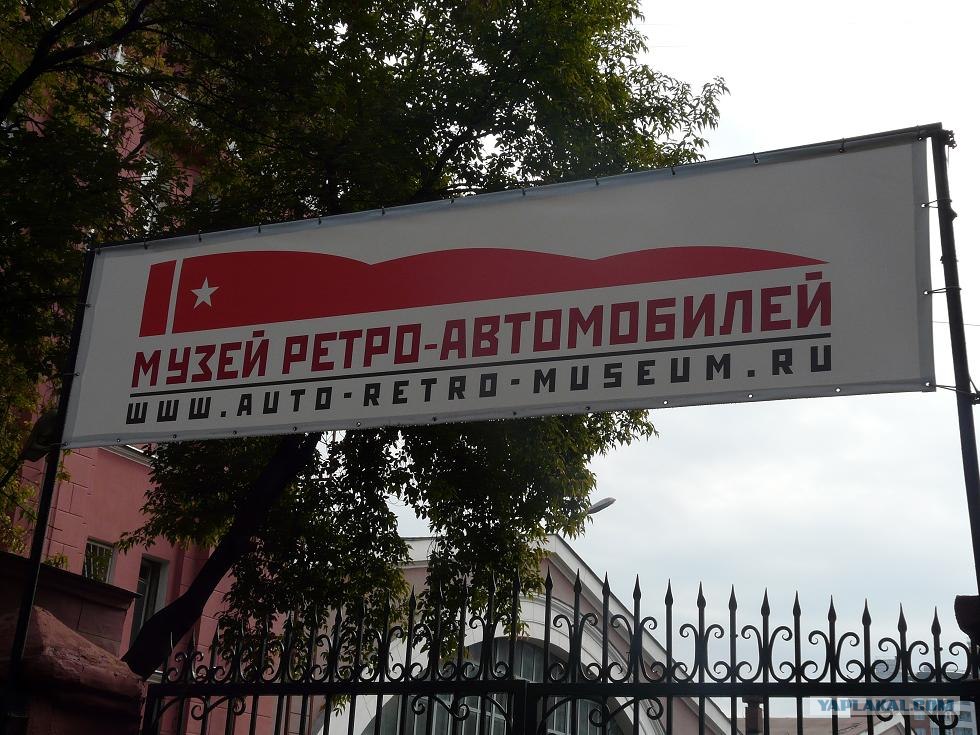 МУЗЕЙ РЕТРО-АВТОМОБИЛЕЙ
WWW.AUTO-RETRO-MUSEUM.RU
YAPLAKAL.COM